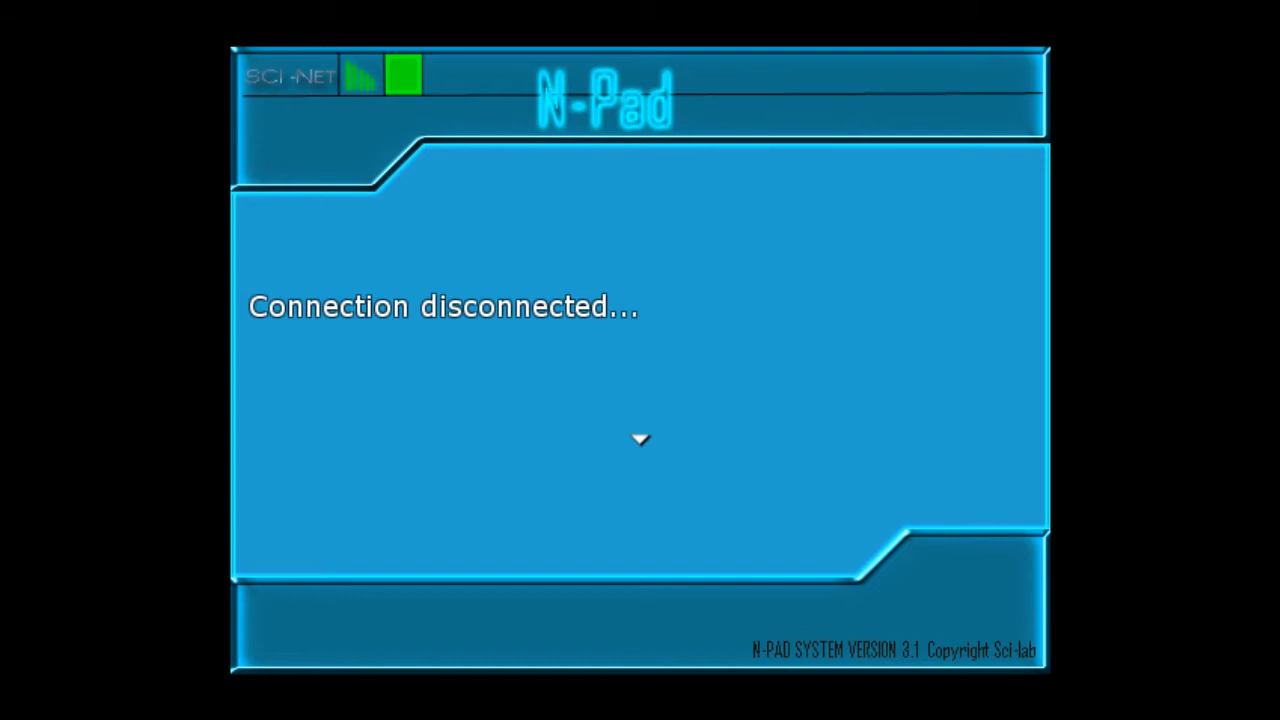 SCI-NET
N-Pad
Connection disconnected...
N-PAD SYSTEM VERSION 3.1 Copyright Sci-lab